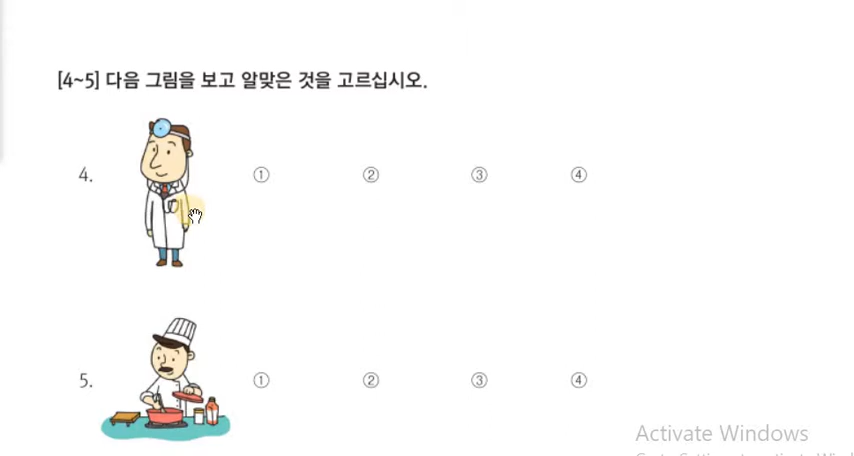 [4~5] 다음 그림을 보고 알맞은 것을 고르십시오.
4. ① ② ③ ④
5. ① ② ③ ④
Activate Windows